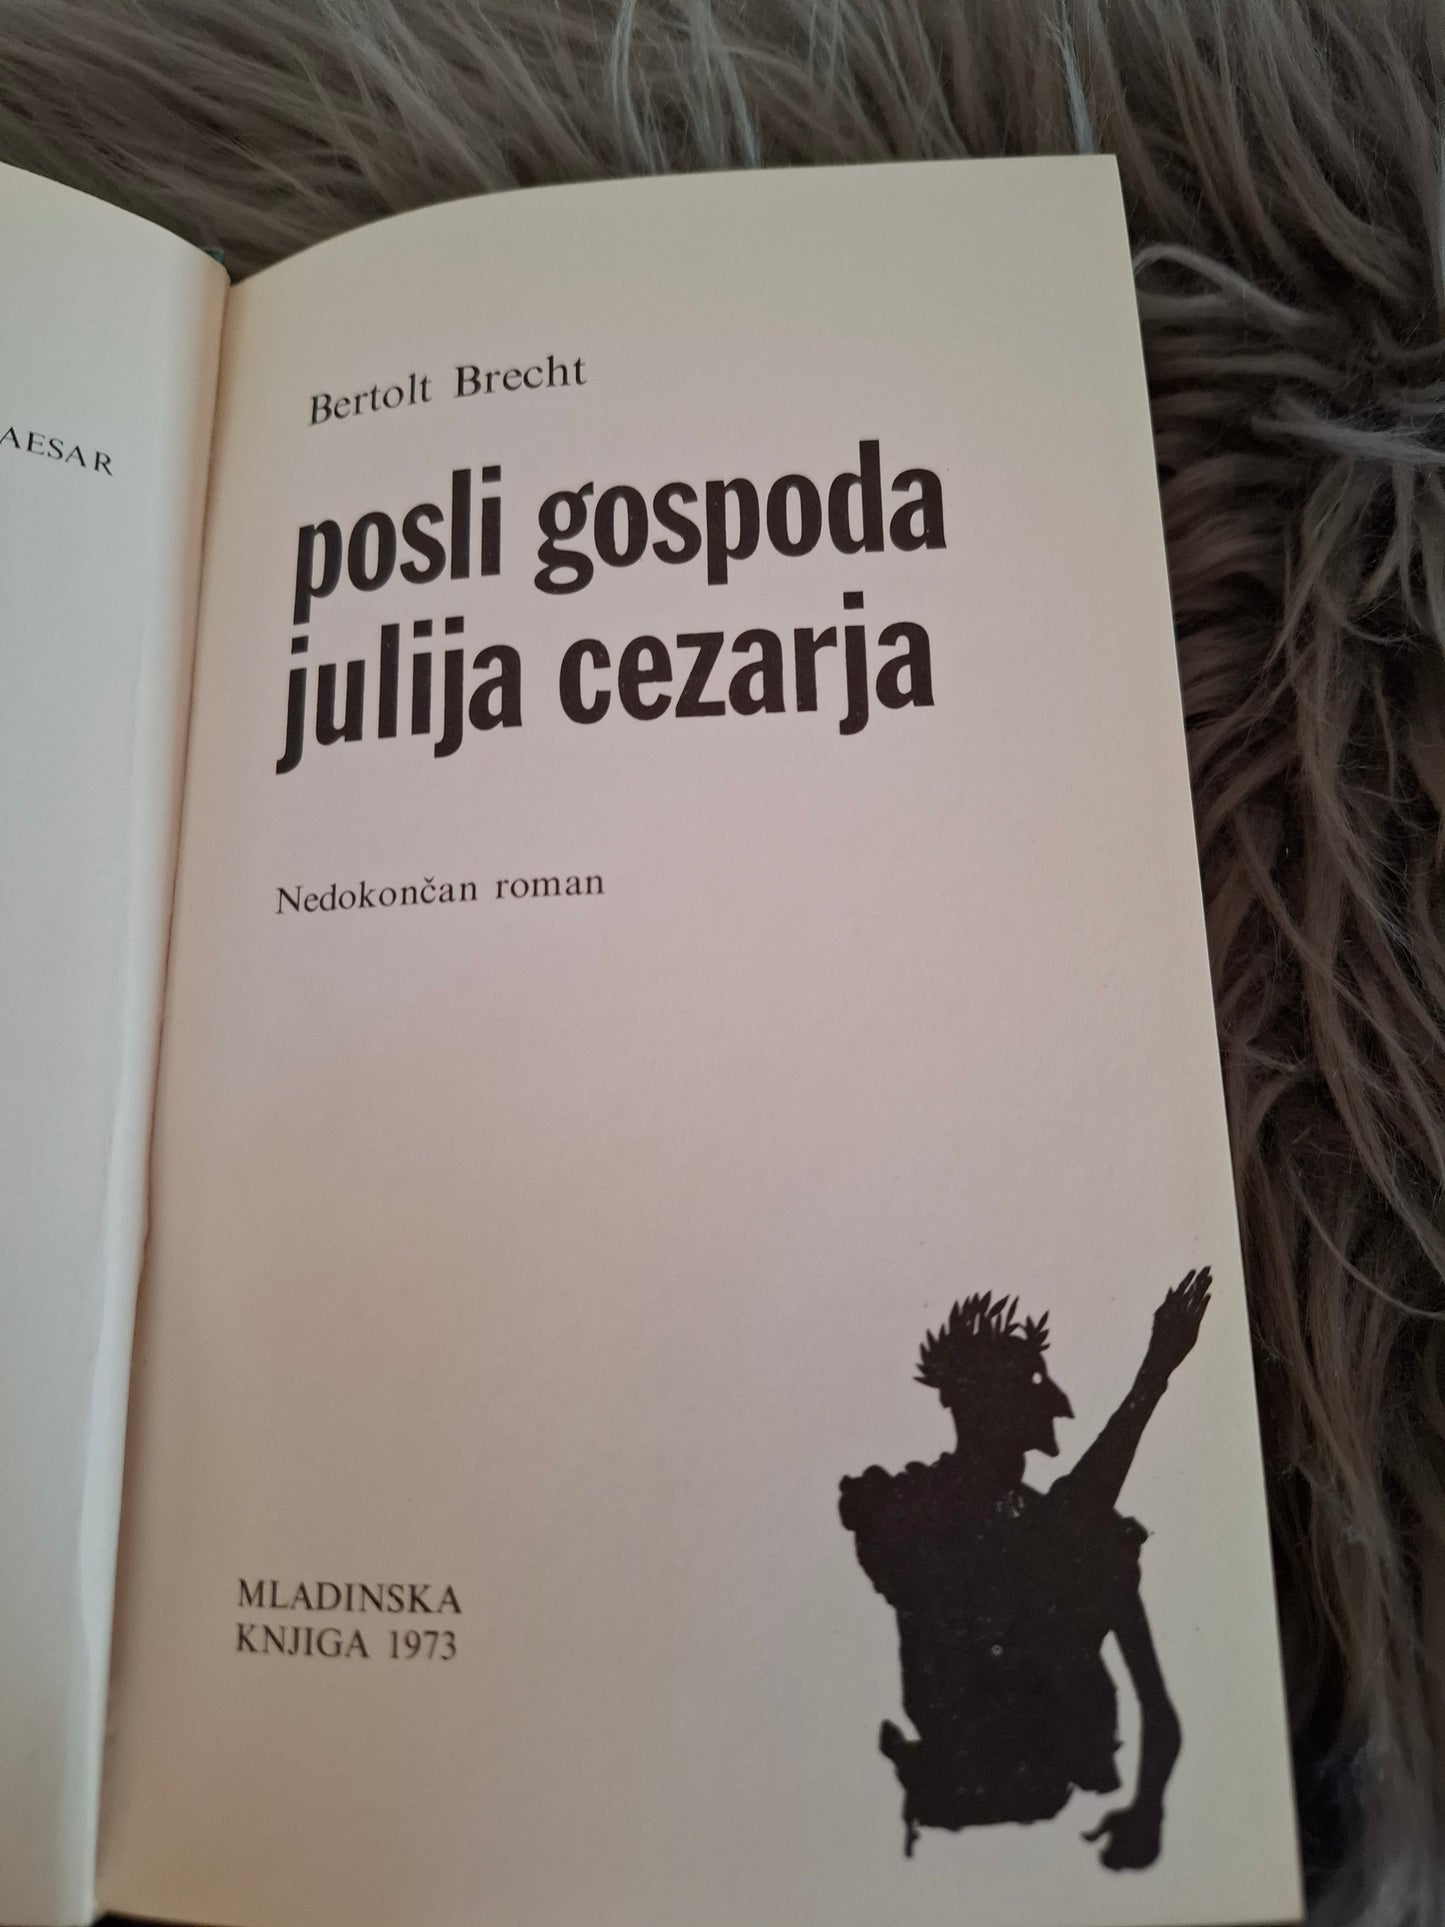 AESAR
Bertolt Brecht
posli gospoda
julija cezarja
Nedokončan roman
MLADINSKA
KNJIGA 1973